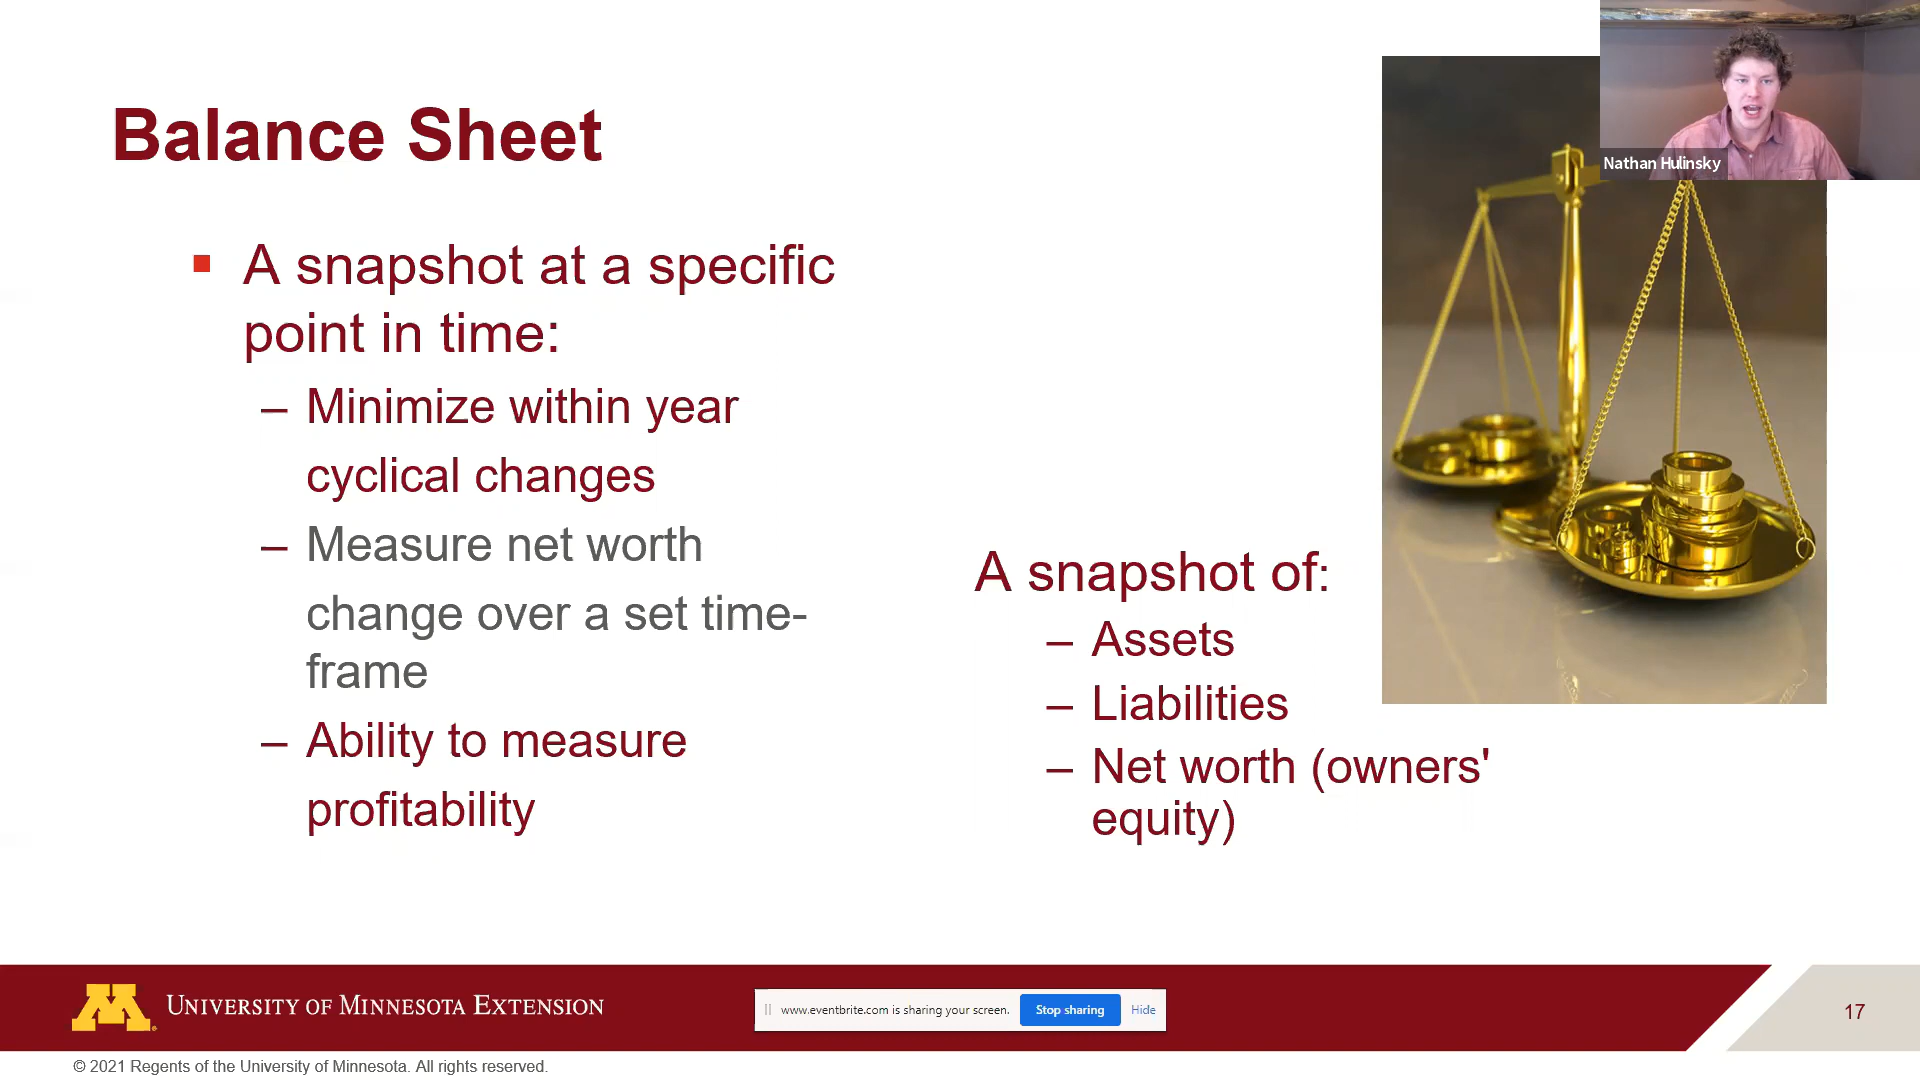 Balance Sheet
Nathan Hulinsky
▪ A snapshot at a specific
point in time:
– Minimize within year
cyclical changes
– Measure net worth
change over a set time-
frame
– Ability to measure
profitability
A snapshot of:
– Assets
– Liabilities
– Net worth (owners'
equity)
UNIVERSITY OF MINNESOTA EXTENSION
www.eventbrite.com is sharing your screen. Stop sharing Hide
17
© 2021 Regents of the University of Minnesota. All rights reserved.